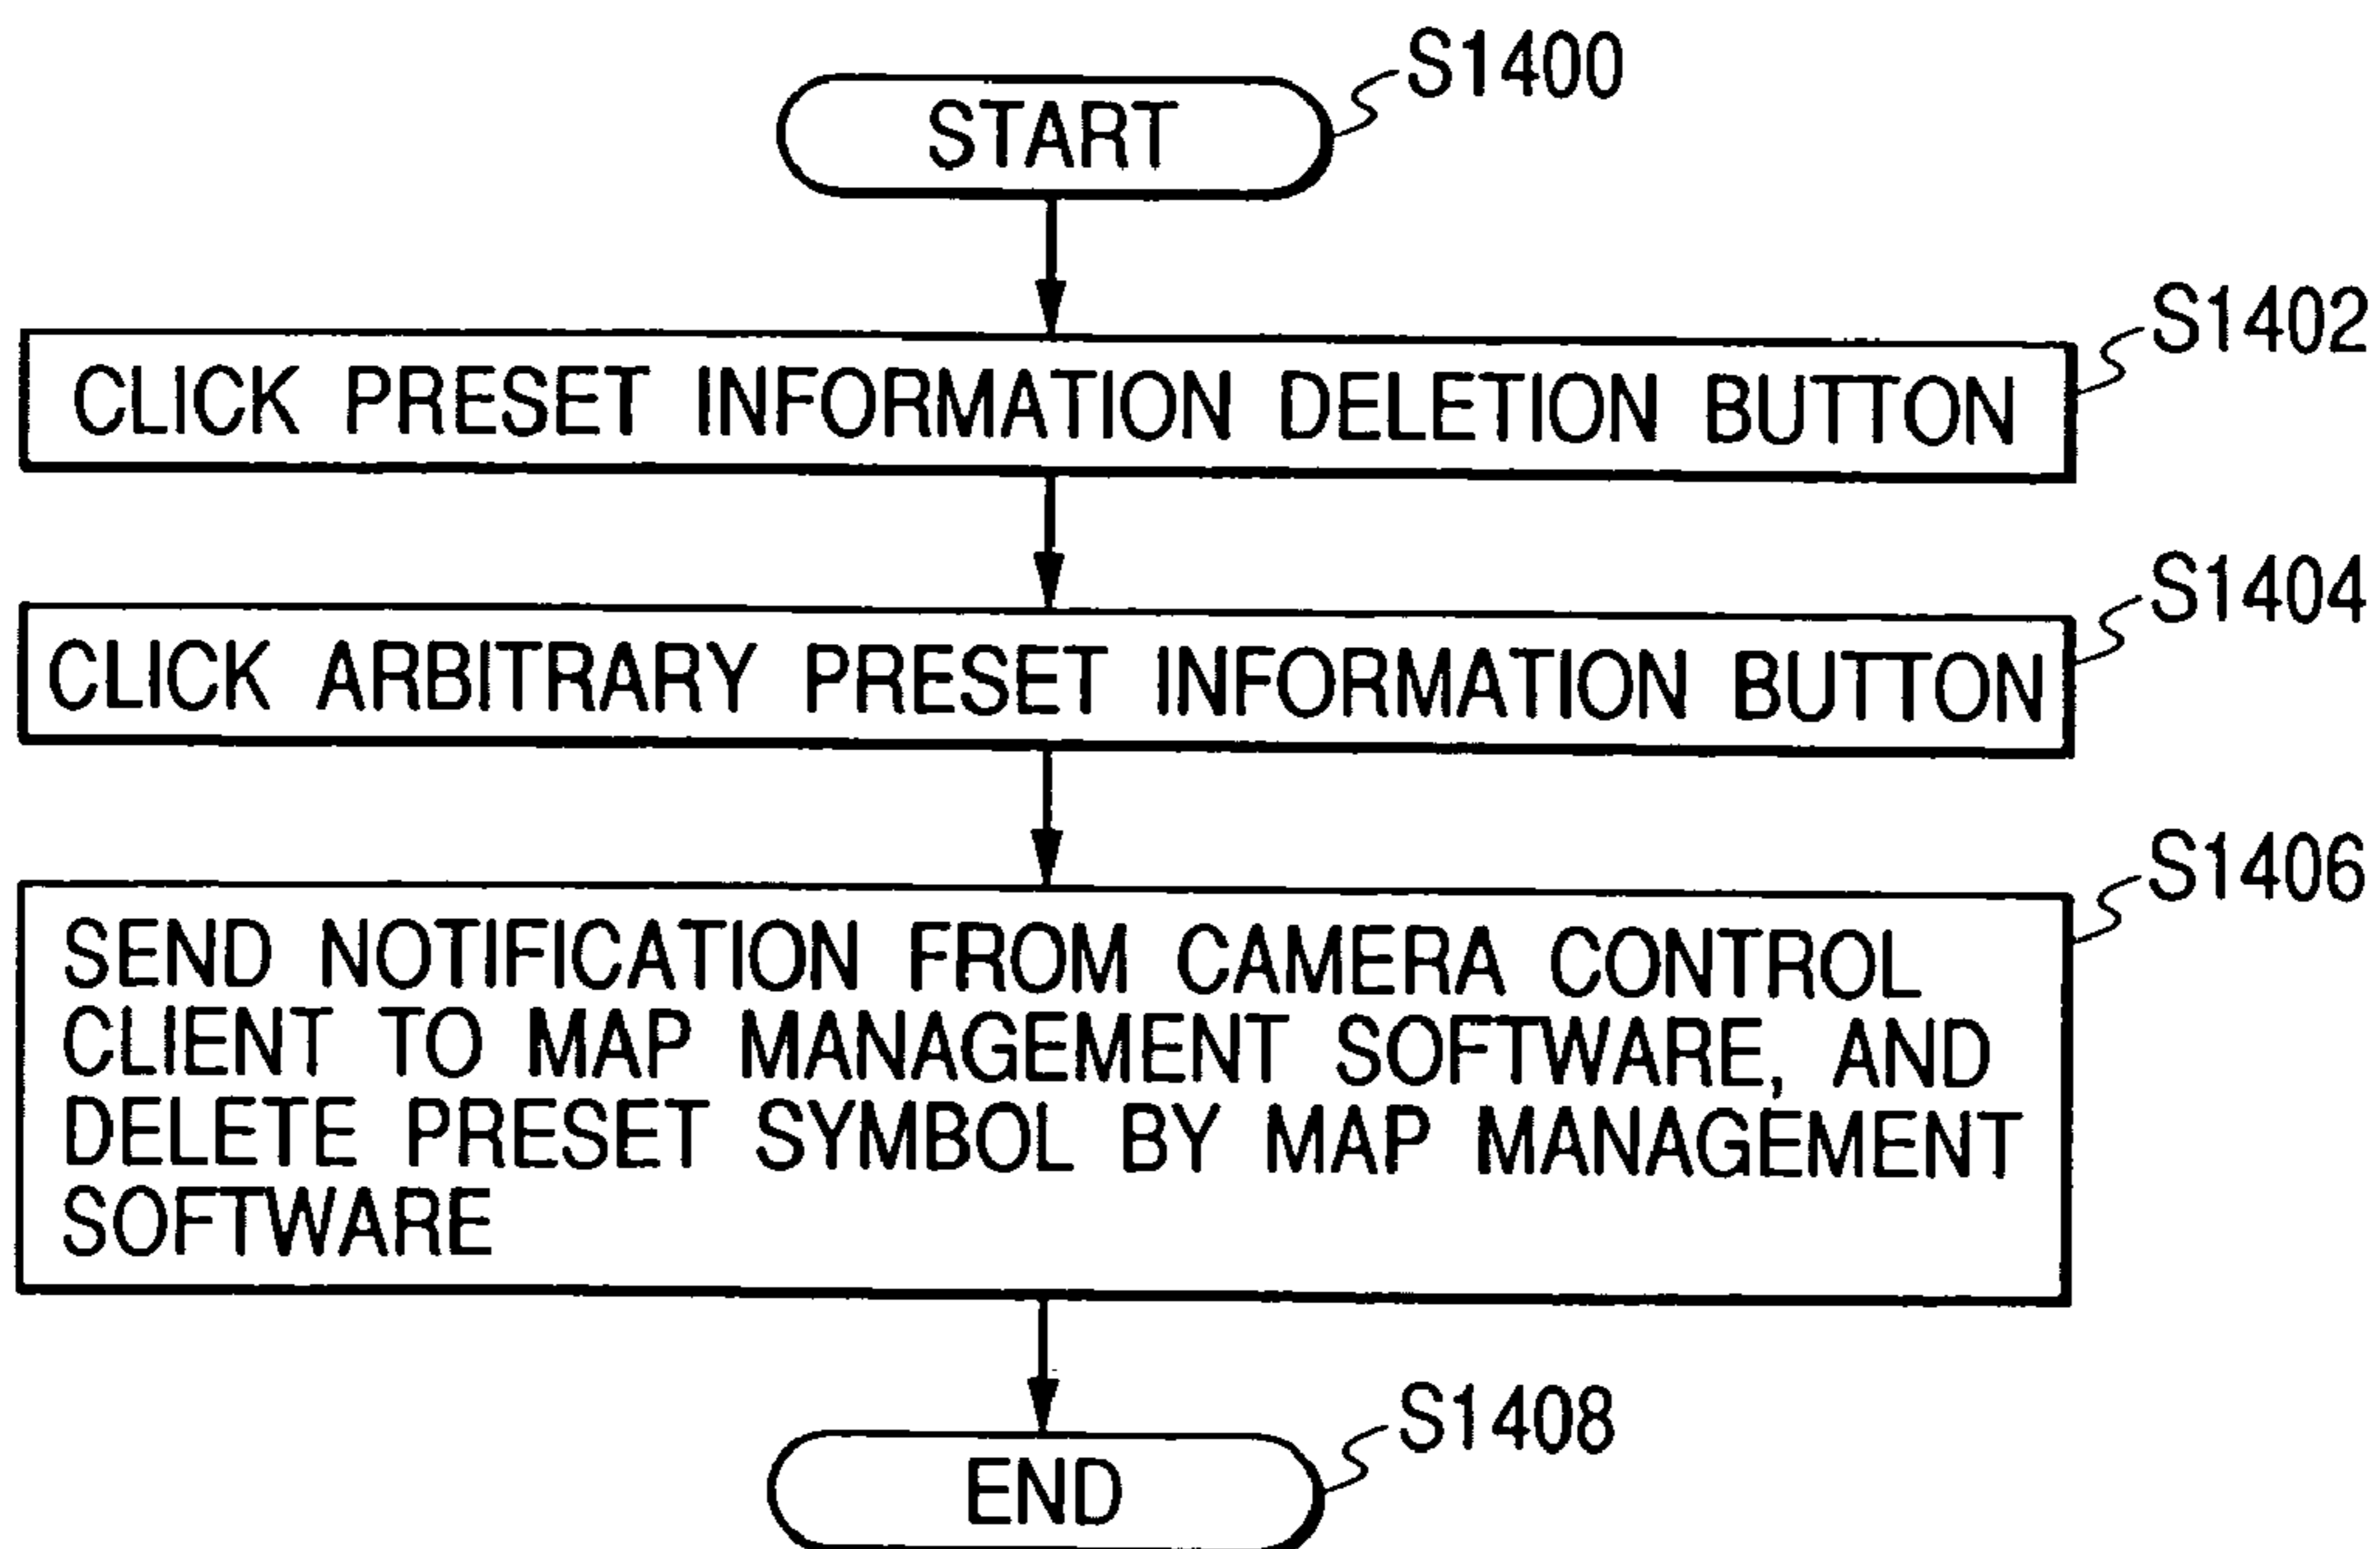 START
S1400
CLICK PRESET INFORMATION DELETION BUTTON
S1402
CLICK ARBITRARY PRESET INFORMATION BUTTON
S1404
SEND NOTIFICATION FROM CAMERA CONTROL
CLIENT TO MAP MANAGEMENT SOFTWARE, AND
DELETE PRESET SYMBOL BY MAP MANAGEMENT
SOFTWARE
S1406
END
S1408